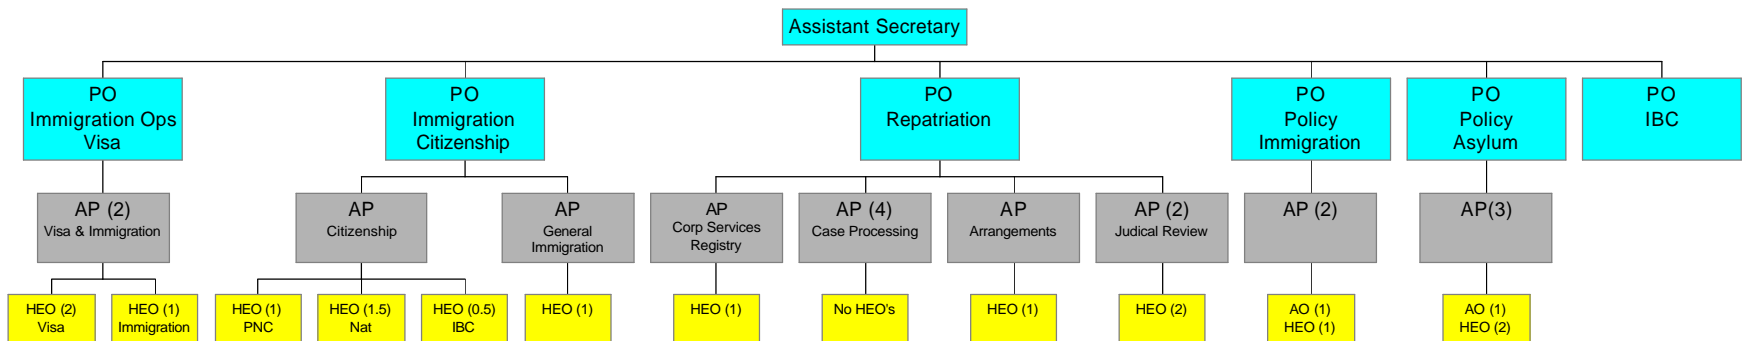 Assistant Secretary
PO
Immigration Ops
Visa
PO
Immigration
Citizenship
PO
Repatriation
PO
Policy
Immigration
PO
Policy
Asylum
PO
IBC
AP (2)
Visa & Immigration
AP
Citizenship
AP
General
Immigration
AP
Corp Services
Registry
AP (4)
Case Processing
AP
Arrangements
AP (2)
Judical Review
AP (2)
AP(3)
HEO (2)
Visa
HEO (1)
Immigration
HEO (1)
PNC
HEO (1.5)
Nat
HEO (0.5)
IBC
HEO (1)
HEO (1)
No HEO's
HEO (1)
HEO (2)
AO (1)
HEO (1)
AO (1)
HEO (2)